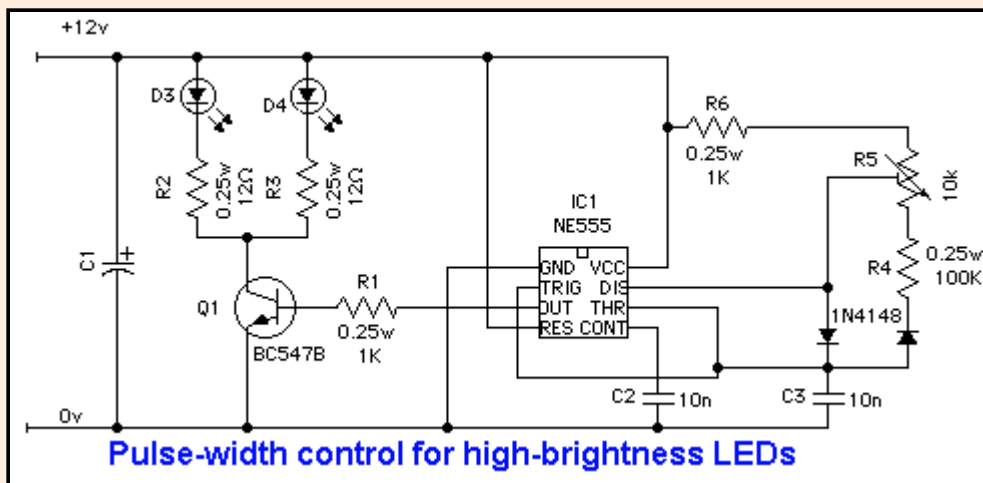 +12v
D3
D4
R2
0.25w
12Ω
R3
0.25w
12Ω
R6
0.25w
1K
R5
10k
IC1
NE555
GND VCC
TRIG DIS
OUT THR
RES CONT
R4
0.25w
100K
1N4148
C1
+
Q1
BC547B
R1
0.25w
1K
C2
10n
C3
10n
0v
Pulse-width control for high-brightness LEDs